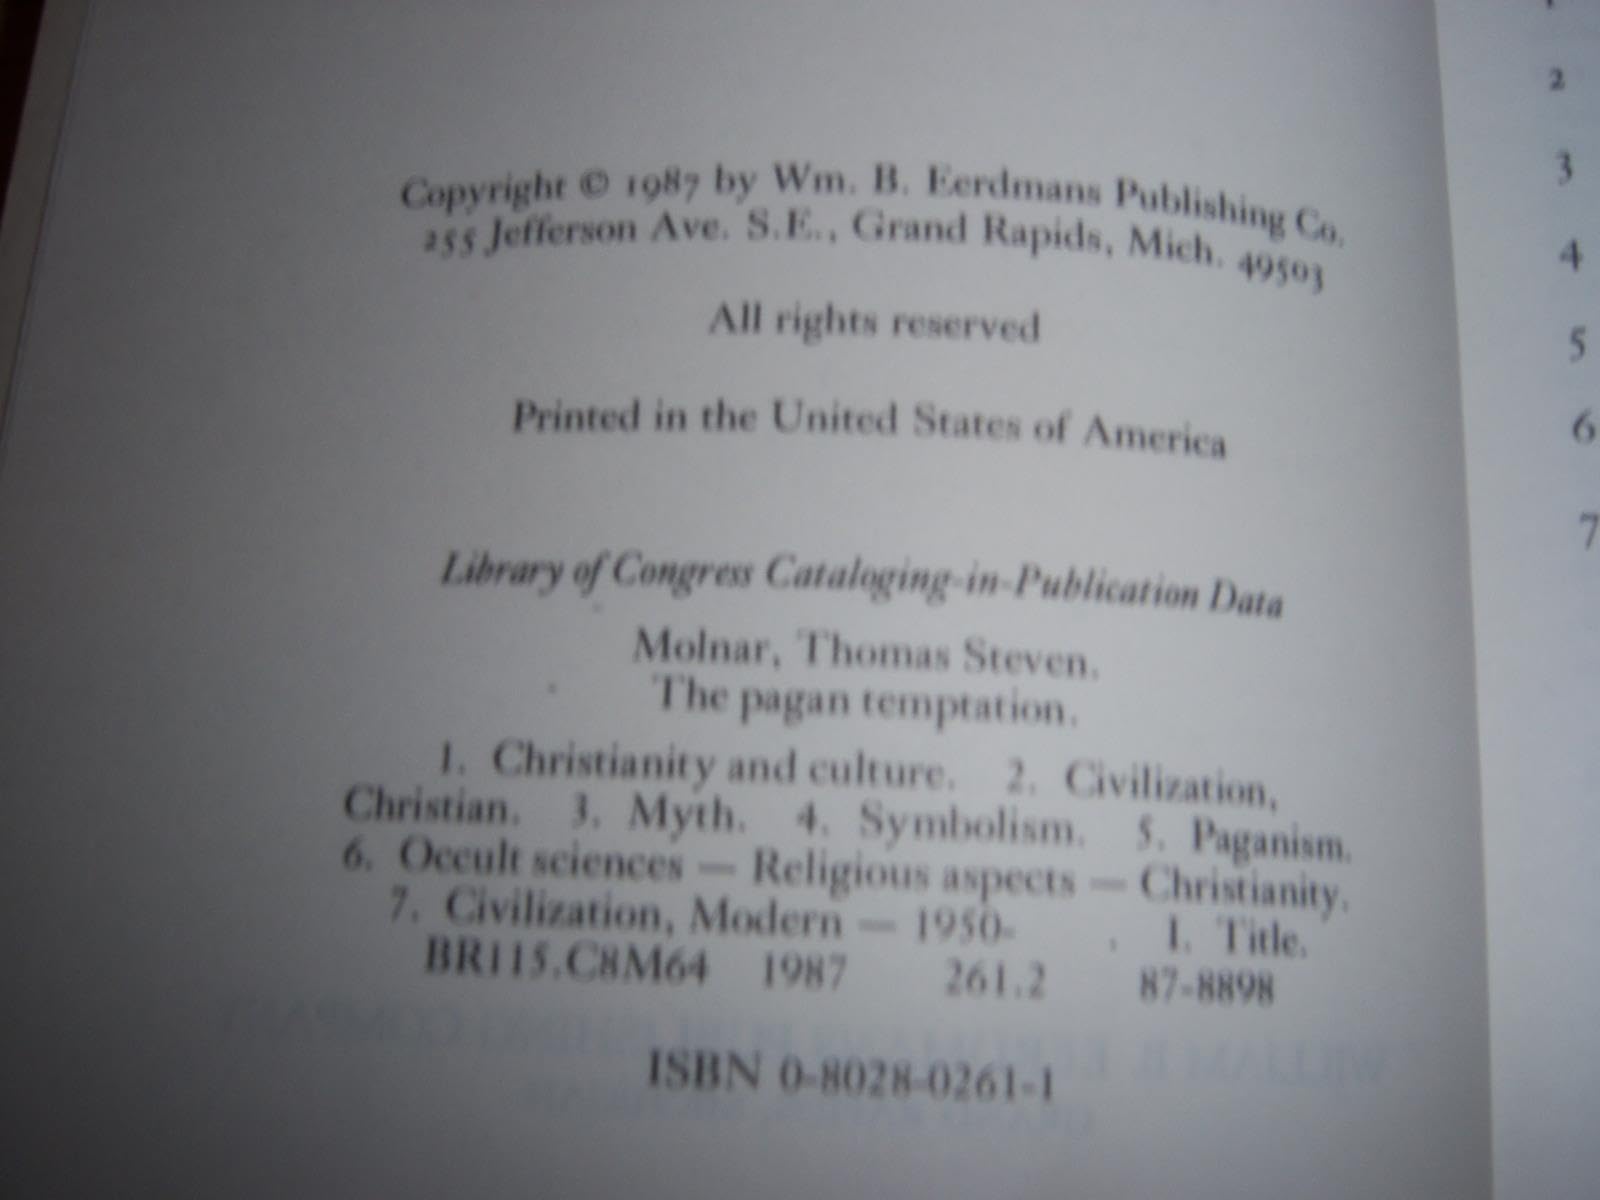 Copyright © 1987 by Wm. B. Eerdmans Publishing Co.
255 Jefferson Ave. S.E., Grand Rapids, Mich. 49503
All rights reserved
Printed in the United States of America
Library of Congress Cataloging-in-Publication Data
Molnar, Thomas Steven.
The pagan temptation.
1. Christianity and culture. 2. Civilization,
Christian. 3. Myth. 4. Symbolism. 5. Paganism.
6. Occult sciences — Religious aspects — Christianity.
7. Civilization, Modern — 1950- . I. Title.
BR115.C8M64 1987 261.2 87-8898
ISBN 0-8028-0261-1
2
3
4
5
6
7